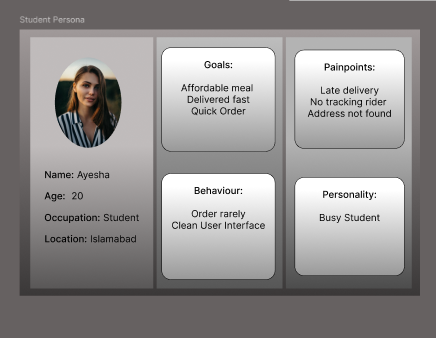 Student Persona
Name: Ayesha
Age: 20
Occupation: Student
Location: Islamabad
Goals:
Affordable meal
Delivered fast
Quick Order
Behaviour:
Order rarely
Clean User Interface
Painpoints:
Late delivery
No tracking rider
Address not found
Personality:
Busy Student